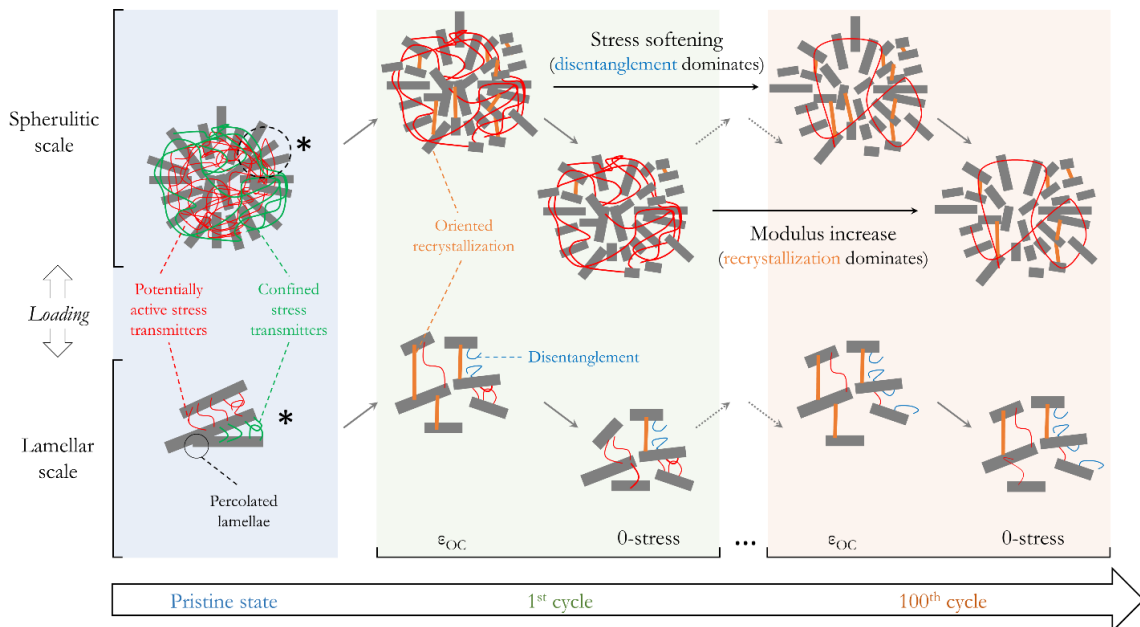 Stress softening
(disentanglement dominates)
Spherulitic
scale
*
Oriented
recrystallization
Modulus increase
(recrystallization dominates)
Potentially
active stress
transmitters
Confined
stress
transmitters
Loading
Disentanglement
*
Lamellar
scale
Percolated
lamellae
εOC
0-stress
...
εOC
0-stress
Pristine state
1st cycle
100th cycle